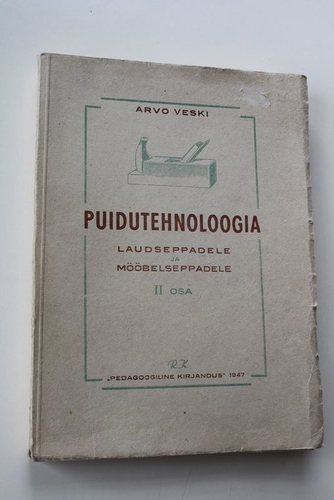 ARVO VESKI
PUIDUTEHNOLOOGIA
LAUDSEPPADELE
JA
MÖÖBELSEPPADELE
II OSA
RK
„PEDAGOOGILINE KIRJANDUS" 1947